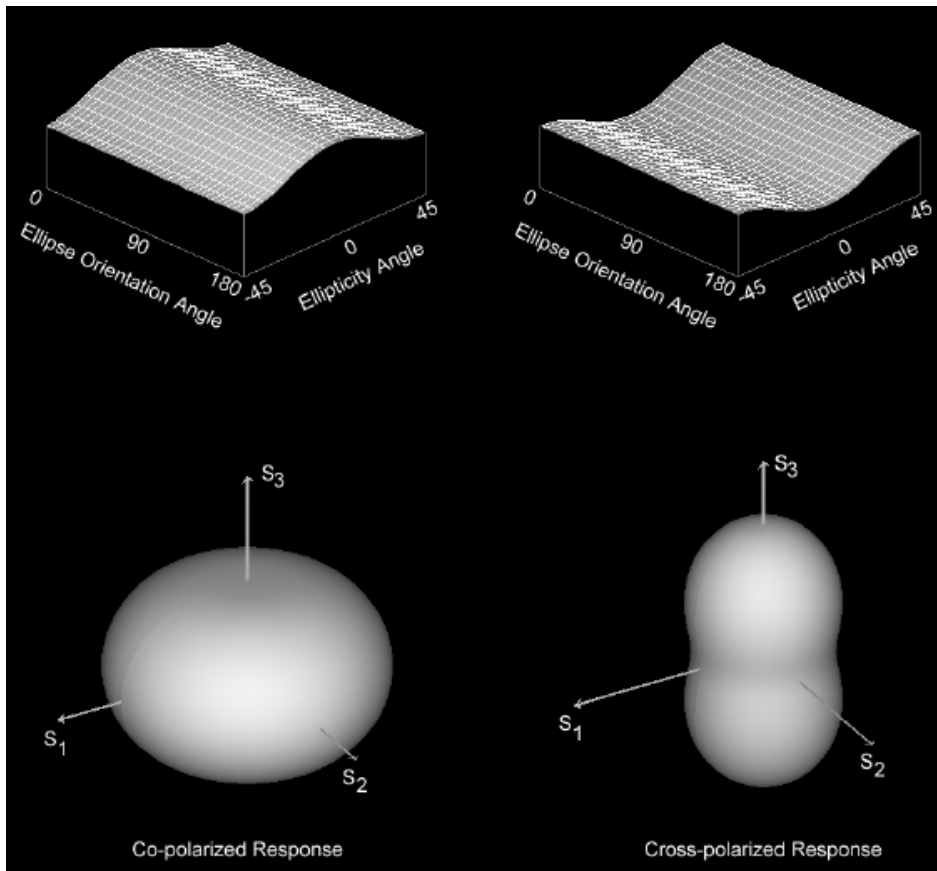 0
90
180
Ellipse Orientation Angle
-45
0
45
Ellipticity Angle
0
90
180
Ellipse Orientation Angle
-45
0
45
Ellipticity Angle
S3
S1
S2
Co-polarized Response
S3
S1
S2
Cross-polarized Response